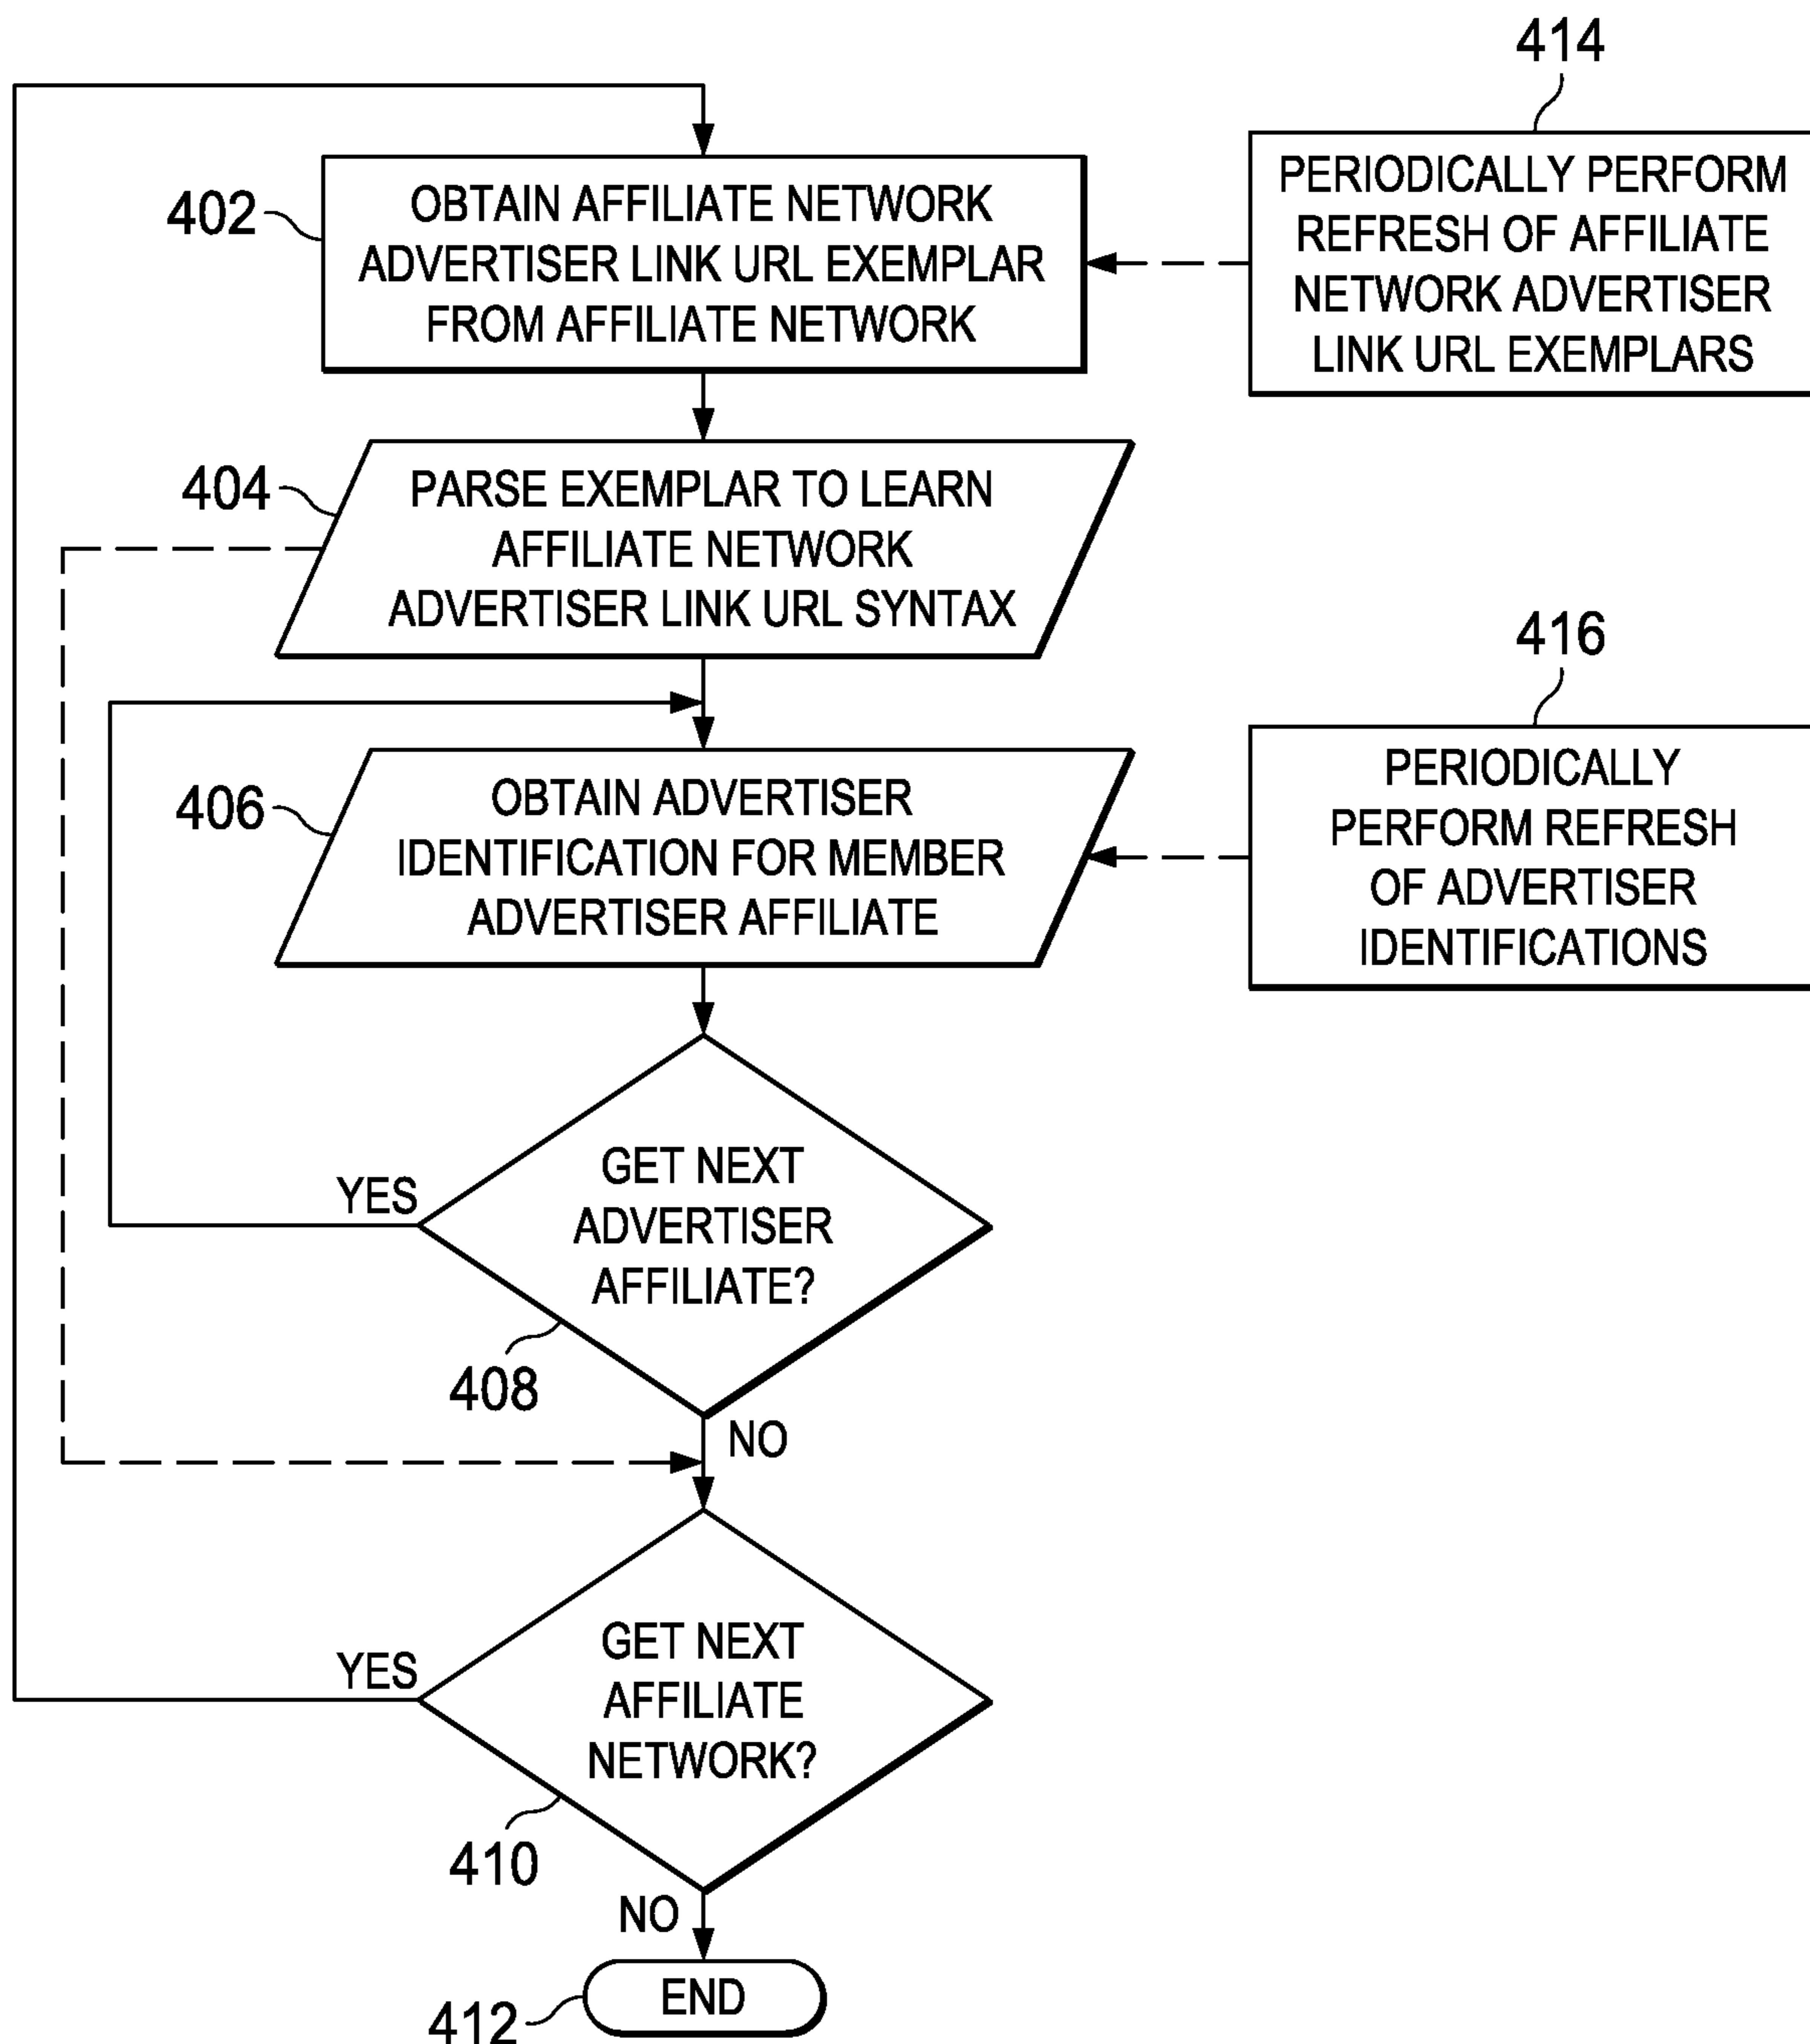 414
402
OBTAIN AFFILIATE NETWORK
ADVERTISER LINK URL EXEMPLAR
FROM AFFILIATE NETWORK
PERIODICALLY PERFORM
REFRESH OF AFFILIATE
NETWORK ADVERTISER
LINK URL EXEMPLARS
404
PARSE EXEMPLAR TO LEARN
AFFILIATE NETWORK
ADVERTISER LINK URL SYNTAX
416
406
OBTAIN ADVERTISER
IDENTIFICATION FOR MEMBER
ADVERTISER AFFILIATE
PERIODICALLY
PERFORM REFRESH
OF ADVERTISER
IDENTIFICATIONS
YES
GET NEXT
ADVERTISER
AFFILIATE?
408
NO
YES
GET NEXT
AFFILIATE
NETWORK?
410
NO
END
412